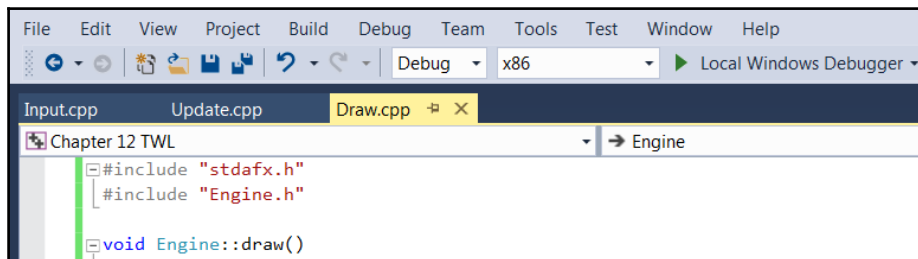 File Edit View Project Build Debug Team Tools Test Window Help
Debug x86 Local Windows Debugger
Input.cpp Update.cpp Draw.cpp
Chapter 12 TWL Engine
#include "stdafx.h"
#include "Engine.h"
void Engine::draw()